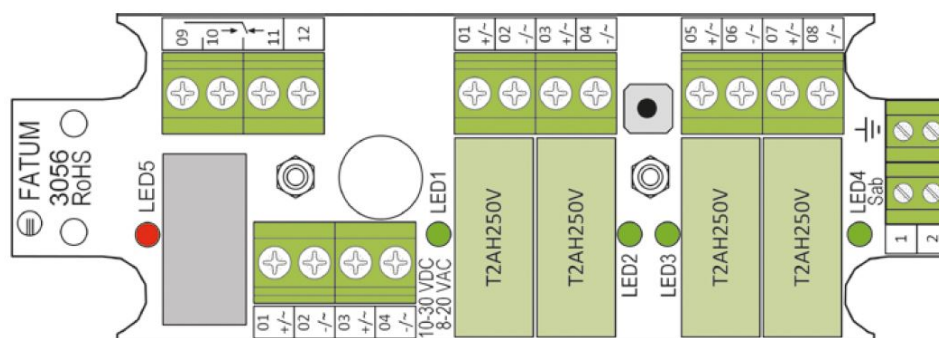 09 10 11 12
01 +/~ 02 -/~ 03 +/~ 04 -/~
05 +/~ 06 -/~ 07 +/~ 08 -/~
FATUM
3056
RoHS
LED5
LED1
10-30 VDC
8-20 VAC
T2AH250V
T2AH250V
LED2
LED3
T2AH250V
T2AH250V
LED4
Sab
1 2
01 +/~ 02 -/~ 03 +/~ 04 -/~